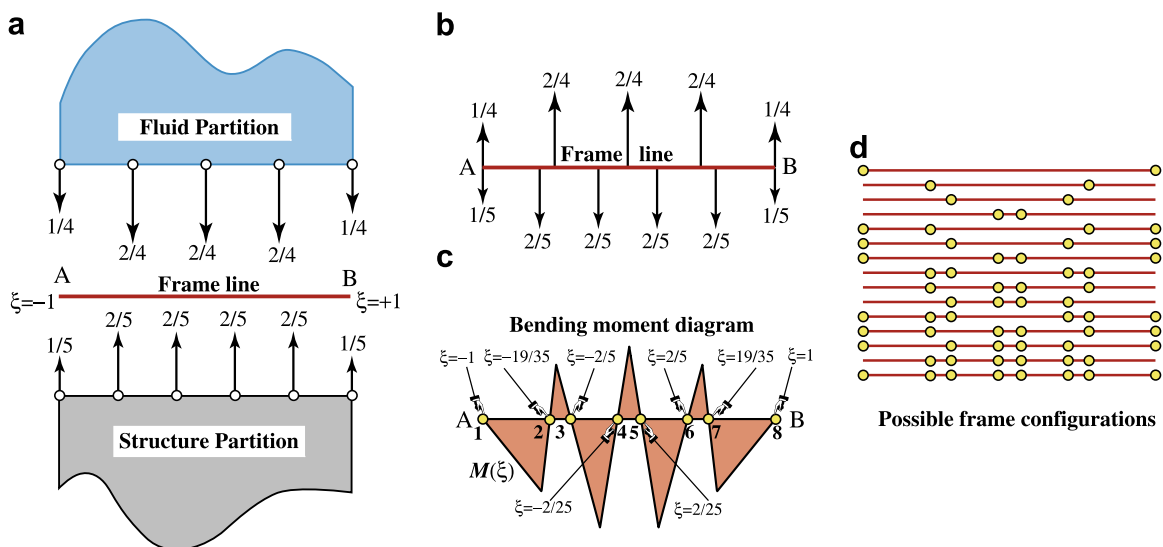 a
Fluid Partition
1/4 1/4
2/4 2/4 2/4
A B
Frame line
ξ=−1 ξ=+1
2/5 2/5 2/5 2/5
1/5 1/5
Structure Partition
b
2/4 2/4 2/4
1/4 1/4
A Frame line B
1/5 1/5
2/5 2/5 2/5 2/5
c
Bending moment diagram
ξ=−1 ξ=−19/35 ξ=−2/5 ξ=2/5 ξ=19/35 ξ=1
A B
1 2 3 4 5 6 7 8
M(ξ)
ξ=−2/25 ξ=2/25
d
Possible frame configurations